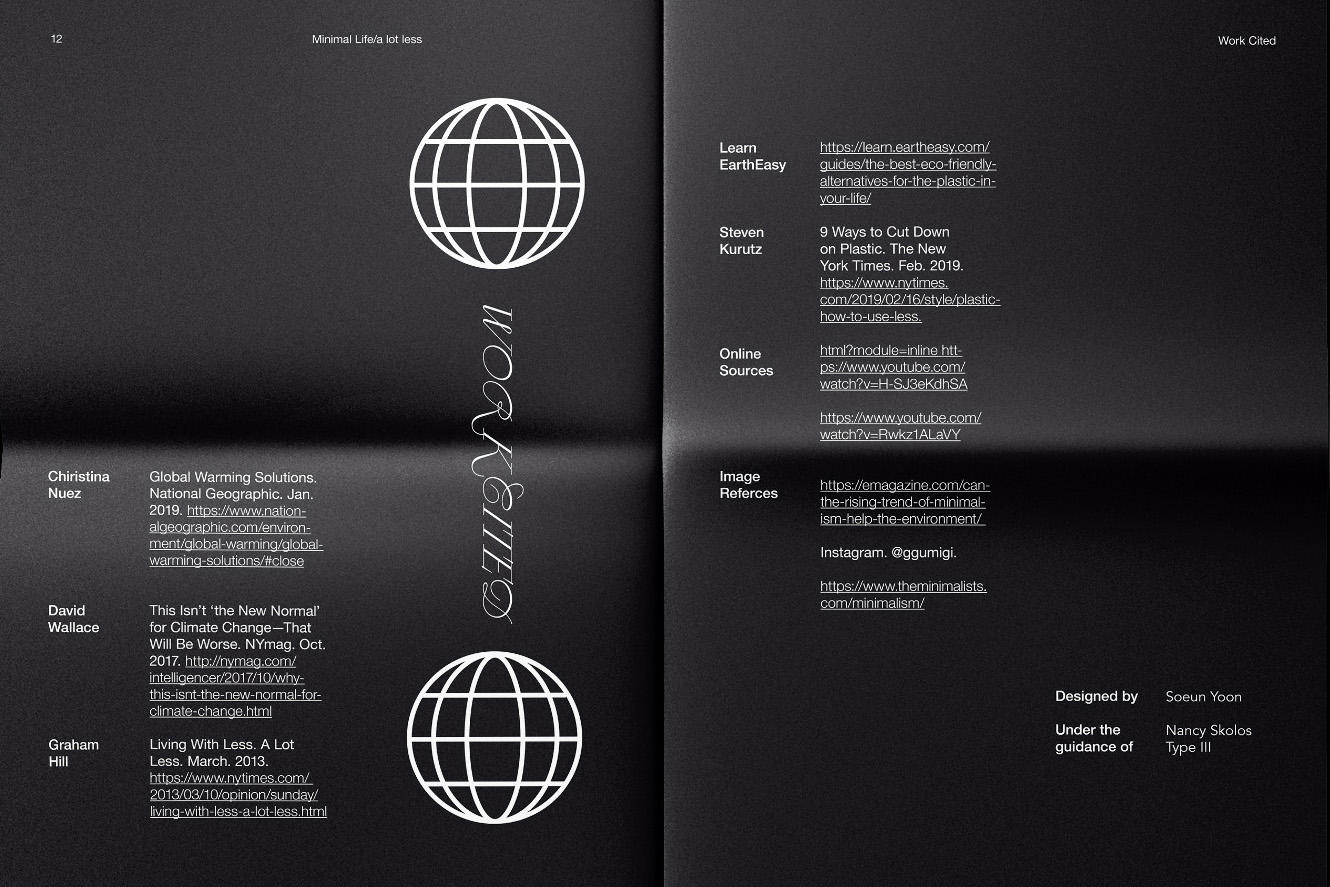 12
Minimal Life/a lot less
WORK CITED
Chiristina
Nuez
Global Warming Solutions.
National Geographic. Jan.
2019. https://www.nation-
algeographic.com/environ-
ment/global-warming/global-
warming-solutions/#close
David
Wallace
This Isn’t ‘the New Normal’
for Climate Change—That
Will Be Worse. NYmag. Oct.
2017. http://nymag.com/
intelligencer/2017/10/why-
this-isnt-the-new-normal-for-
climate-change.html
Graham
Hill
Living With Less. A Lot
Less. March. 2013.
https://www.nytimes.com/
2013/03/10/opinion/sunday/
living-with-less-a-lot-less.html
Work Cited
Learn
EarthEasy
https://learn.eartheasy.com/
guides/the-best-eco-friendly-
alternatives-for-the-plastic-in-
your-life/
Steven
Kurutz
9 Ways to Cut Down
on Plastic. The New
York Times. Feb. 2019.
https://www.nytimes.
com/2019/02/16/style/plastic-
how-to-use-less.
Online
Sources
html?module=inline htt-
ps://www.youtube.com/
watch?v=H-SJ3eKdhSA
https://www.youtube.com/
watch?v=Rwkz1ALaVY
Image
Referces
https://emagazine.com/can-
the-rising-trend-of-minimal-
ism-help-the-environment/
Instagram. @ggumigi.
https://www.theminimalists.
com/minimalism/
Designed by
Soeun Yoon
Under the
guidance of
Nancy Skolos
Type III